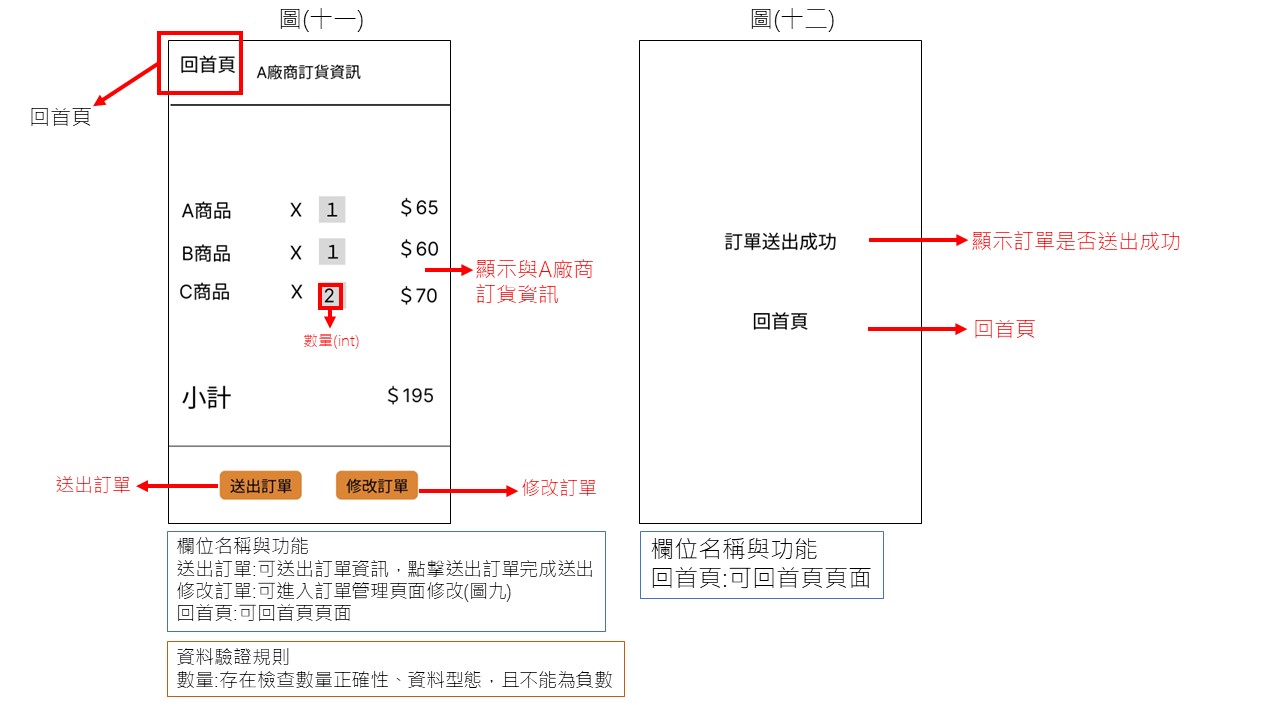 圖(十一)
回首頁
A廠商訂貨資訊
回首頁
A商品 X 1 $65
B商品 X 1 $60
C商品 X 2 $70
數量(int)
顯示與A廠商
訂貨資訊
小計 $195
送出訂單
送出訂單
修改訂單
修改訂單
欄位名稱與功能
送出訂單:可送出訂單資訊，點擊送出訂單完成送出
修改訂單:可進入訂單管理頁面修改(圖九)
回首頁:可回首頁頁面
資料驗證規則
數量:存在檢查數量正確性、資料型態，且不能為負數
圖(十二)
訂單送出成功
顯示訂單是否送出成功
回首頁
回首頁
欄位名稱與功能
回首頁:可回首頁頁面